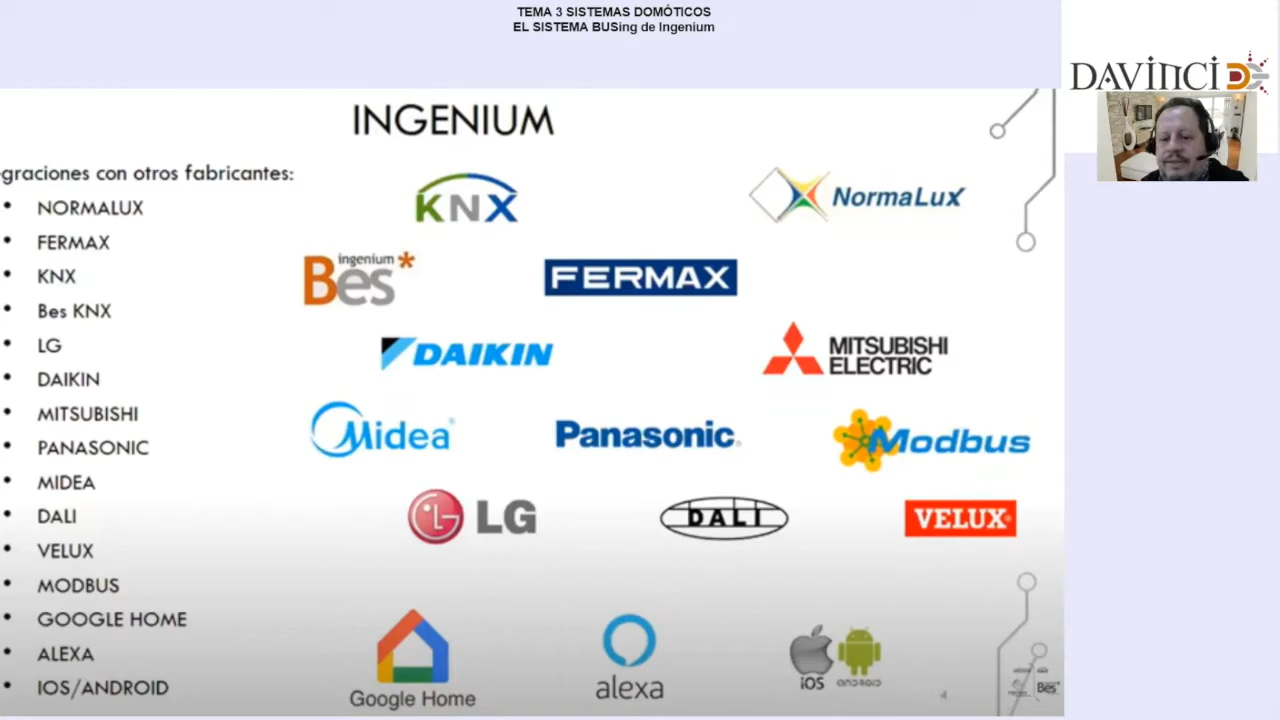 TEMA 3 SISTEMAS DOMÓTICOS
EL SISTEMA BUSing de Ingenium
DAVINCI
INGENIUM
graciones con otros fabricantes:
• NORMALUX
• FERMAX
• KNX
• Bes KNX
• LG
• DAIKIN
• MITSUBISHI
• PANASONIC
• MIDEA
• DALI
• VELUX
• MODBUS
• GOOGLE HOME
• ALEXA
• IOS/ANDROID
KNX
NormaLux
ingenium
Bes*
FERMAX
DAIKIN
MITSUBISHI
ELECTRIC
Midea
Panasonic
Modbus
LG
DALI
VELUX
Google Home
alexa
iOS
ANDROID
4
Bes